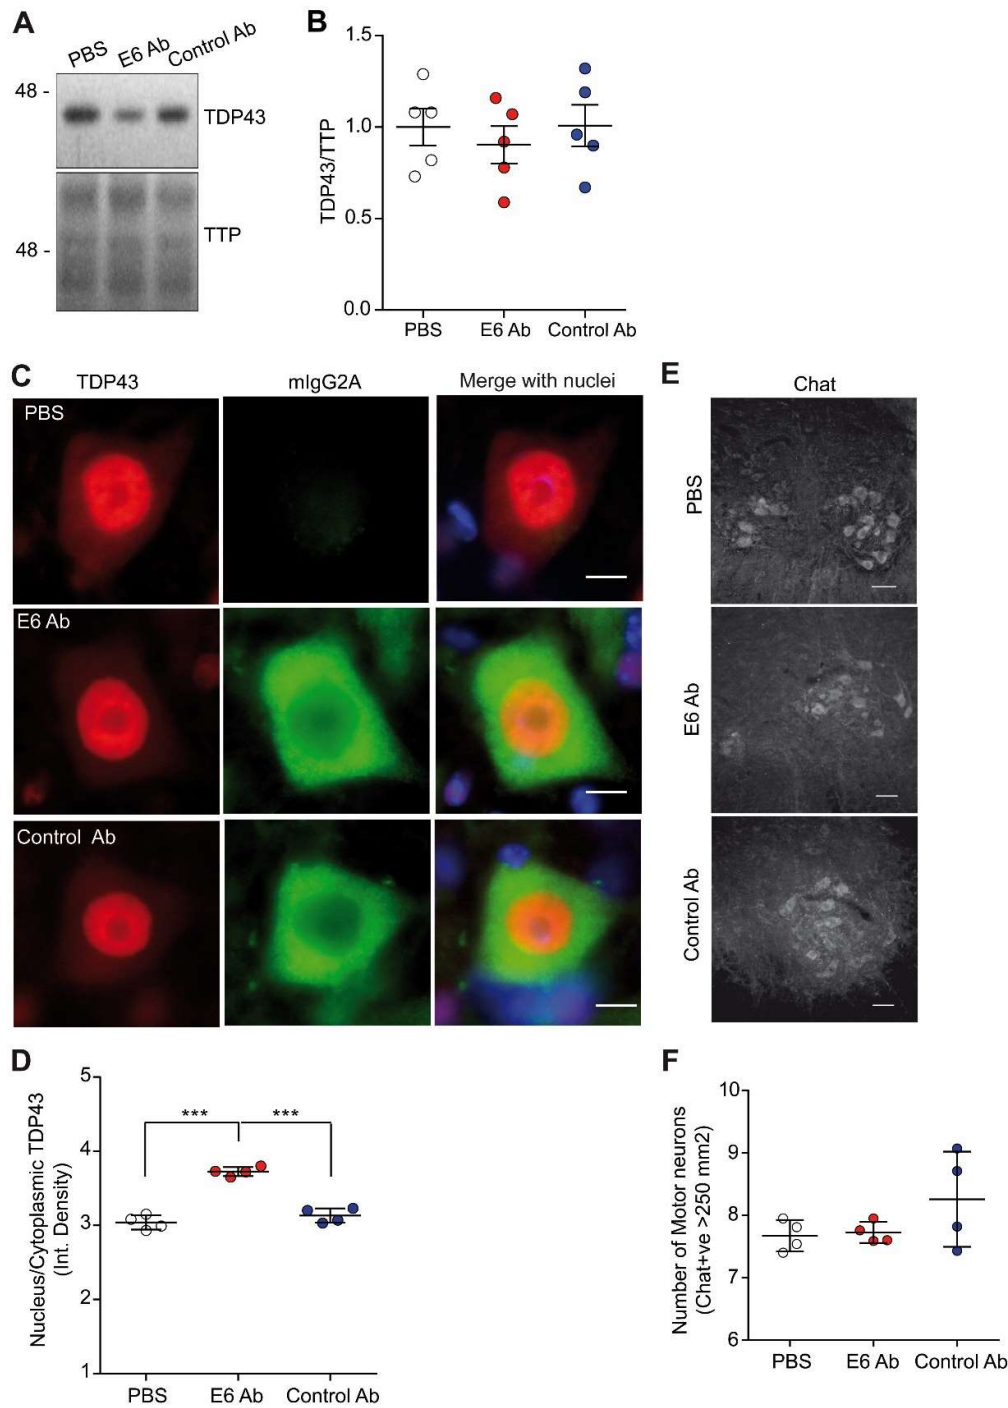 A
PBS E6 Ab Control Ab
48 -
TDP43
TTP
48 -
B
1.5
1.0
0.5
0.0
TDP43/TTP
PBS E6 Ab Control Ab
C
TDP43 mIgG2A Merge with nuclei
PBS
E6 Ab
Control Ab
E
Chat
PBS
E6 Ab
Control Ab
D
5
4
3
2
1
Nucleus/Cytoplasmic TDP43
(Int. Density)
*** ***
PBS E6 Ab Control Ab
F
10
9
8
7
6
Number of Motor neurons
(Chat+ve >250 mm2)
PBS E6 Ab Control Ab